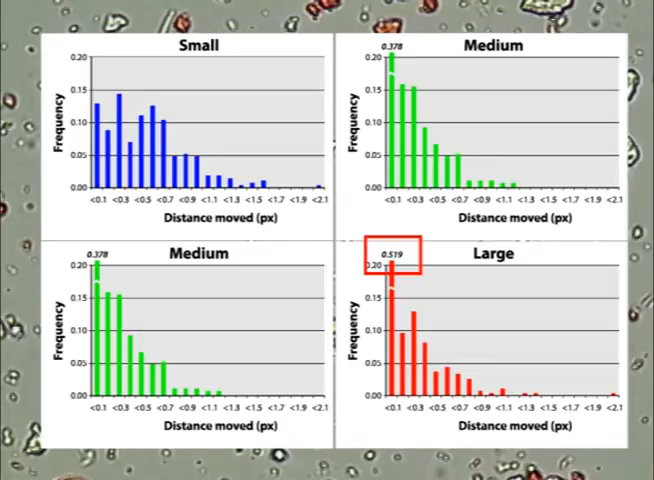 Small
0.20
0.15
0.10
0.05
0.00
Frequency
<0.1 <0.3 <0.5 <0.7 <0.9 <1.1 <1.3 <1.5 <1.7 <1.9 <2.1
Distance moved (px)
Medium
0.378
0.20
0.15
0.10
0.05
0.00
Frequency
<0.1 <0.3 <0.5 <0.7 <0.9 <1.1 <1.3 <1.5 <1.7 <1.9 <2.1
Distance moved (px)
Medium
0.378
0.20
0.15
0.10
0.05
0.00
Frequency
<0.1 <0.3 <0.5 <0.7 <0.9 <1.1 <1.3 <1.5 <1.7 <1.9 <2.1
Distance moved (px)
Large
0.519
0.20
0.15
0.10
0.05
0.00
Frequency
<0.1 <0.3 <0.5 <0.7 <0.9 <1.1 <1.3 <1.5 <1.7 <1.9 <2.1
Distance moved (px)